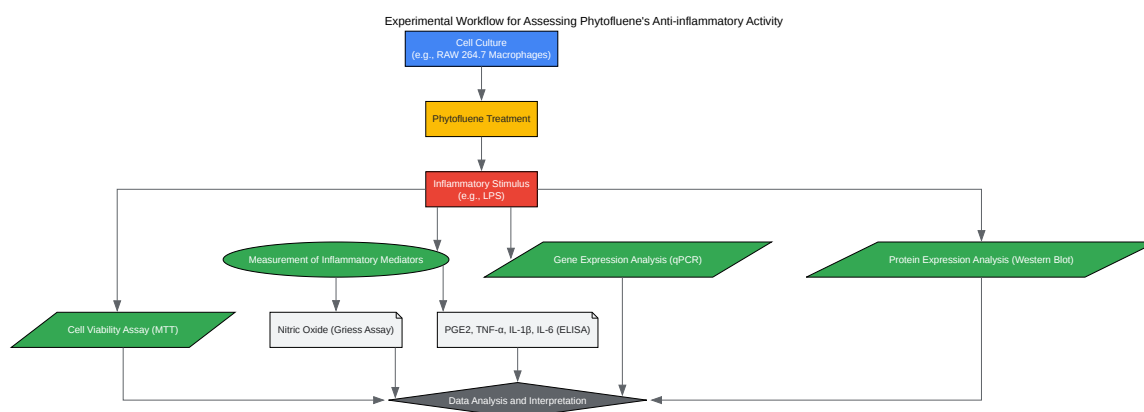 Experimental Workflow for Assessing Phytofluene's Anti-inflammatory Activity
Cell Culture
(e.g., RAW 264.7 Macrophages)
Phytofluene Treatment
Inflammatory Stimulus
(e.g., LPS)
Measurement of Inflammatory Mediators
Gene Expression Analysis (qPCR)
Protein Expression Analysis (Western Blot)
Cell Viability Assay (MTT)
Nitric Oxide (Griess Assay)
PGE2, TNF-α, IL-1β, IL-6 (ELISA)
Data Analysis and Interpretation